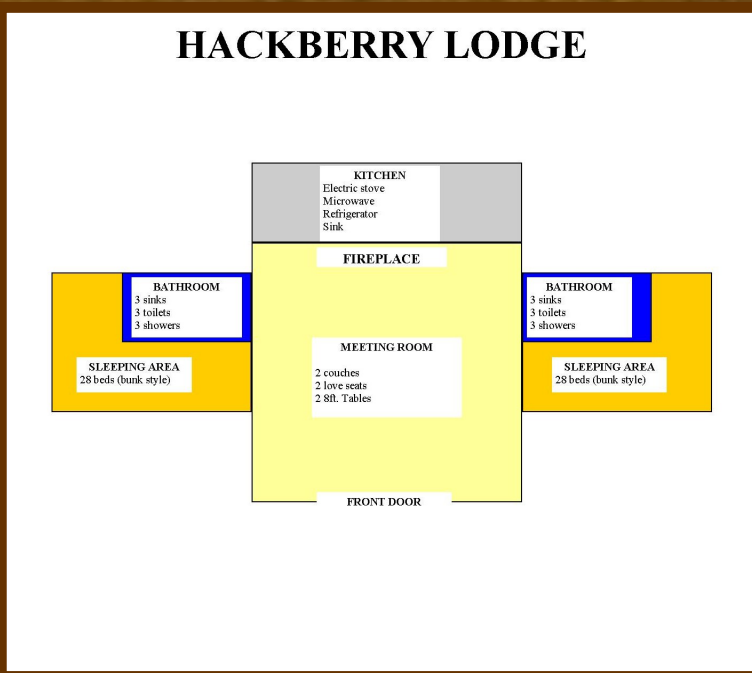 HACKBERRY LODGE
KITCHEN
Electric stove
Microwave
Refrigerator
Sink
FIREPLACE
BATHROOM
3 sinks
3 toilets
3 showers
SLEEPING AREA
28 beds (bunk style)
MEETING ROOM
2 couches
2 love seats
2 8ft. Tables
BATHROOM
3 sinks
3 toilets
3 showers
SLEEPING AREA
28 beds (bunk style)
FRONT DOOR